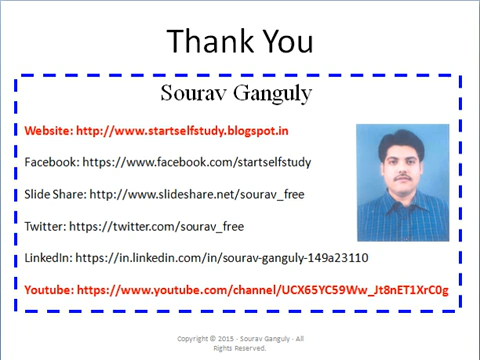 Thank You
Sourav Ganguly
Website: http://www.startselfstudy.blogspot.in
Facebook: https://www.facebook.com/startselfstudy
Slide Share: http://www.slideshare.net/sourav_free
Twitter: https://twitter.com/sourav_free
LinkedIn: https://in.linkedin.com/in/sourav-ganguly-149a23110
Youtube: https://www.youtube.com/channel/UCX65YC59Ww_Jt8nET1XrC0g
Copyright © 2015 - Sourav Ganguly - All
Rights Reserved.